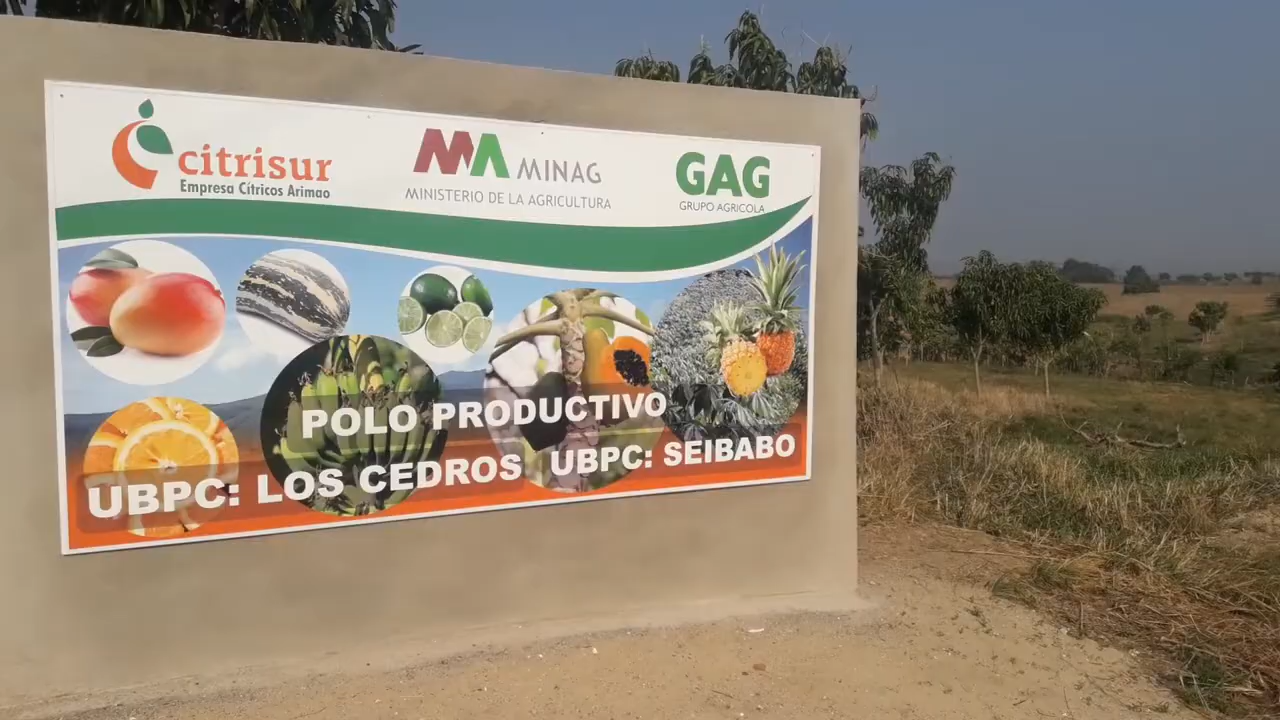 citrisur
Empresa Cítricos Arimao
MINAG
MINISTERIO DE LA AGRICULTURA
GAG
GRUPO AGRICOLA
POLO PRODUCTIVO
UBPC: LOS CEDROS UBPC: SEIBABO